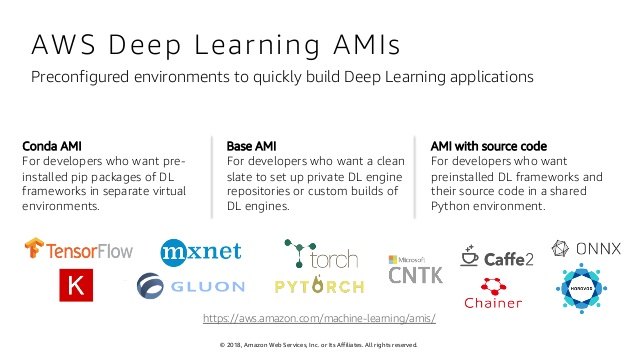 AWS Deep Learning AMIs
Preconfigured environments to quickly build Deep Learning applications
Conda AMI
For developers who want pre-
installed pip packages of DL
frameworks in separate virtual
environments.
Base AMI
For developers who want a clean
slate to set up private DL engine
repositories or custom builds of
DL engines.
AMI with source code
For developers who want
preinstalled DL frameworks and
their source code in a shared
Python environment.
TensorFlow
mxnet
torch
Microsoft
CNTK
Caffe2
ONNX
K
GLUON
PYTORCH
Chainer
HOROVOD
https://aws.amazon.com/machine-learning/amis/
© 2018, Amazon Web Services, Inc. or its Affiliates. All rights reserved.